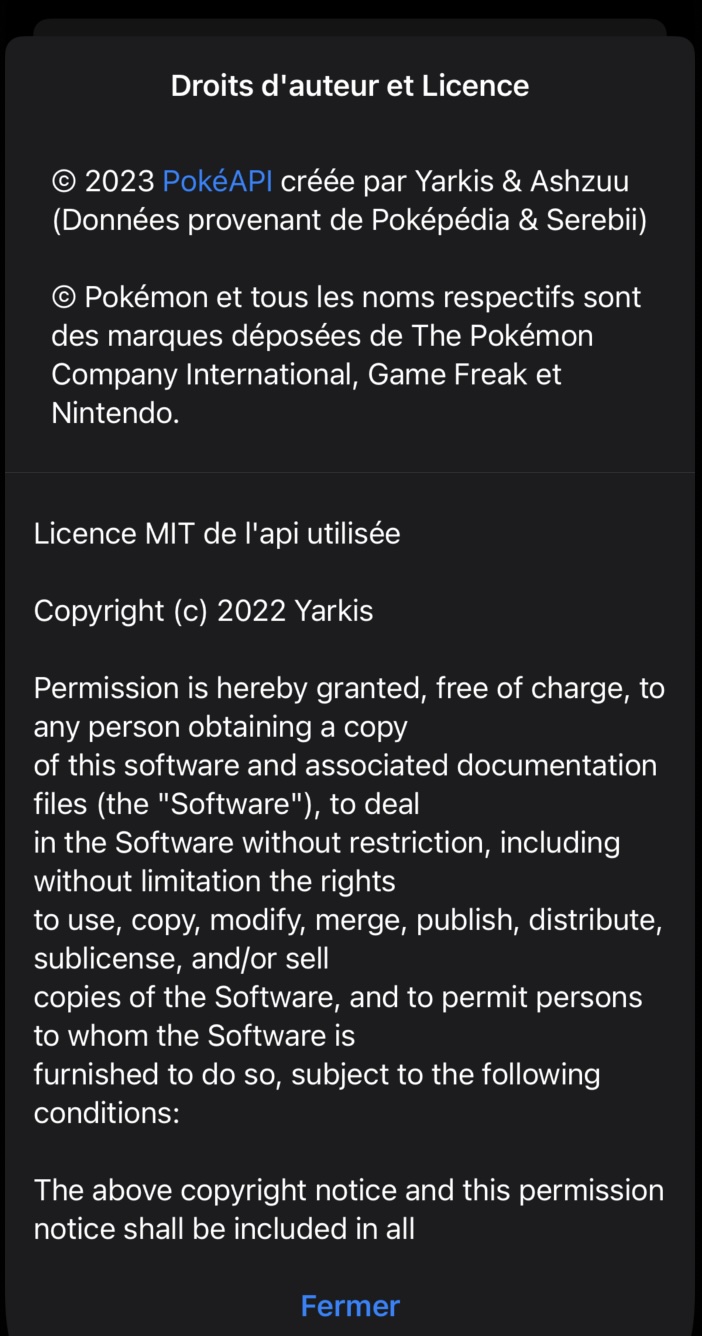 Droits d'auteur et Licence
© 2023 PokéAPI créée par Yarkis & Ashzuu
(Données provenant de Poképédia & Serebii)
© Pokémon et tous les noms respectifs sont
des marques déposées de The Pokémon
Company International, Game Freak et
Nintendo.
Licence MIT de l'api utilisée
Copyright (c) 2022 Yarkis
Permission is hereby granted, free of charge, to
any person obtaining a copy
of this software and associated documentation
files (the "Software"), to deal
in the Software without restriction, including
without limitation the rights
to use, copy, modify, merge, publish, distribute,
sublicense, and/or sell
copies of the Software, and to permit persons
to whom the Software is
furnished to do so, subject to the following
conditions:
The above copyright notice and this permission
notice shall be included in all
Fermer